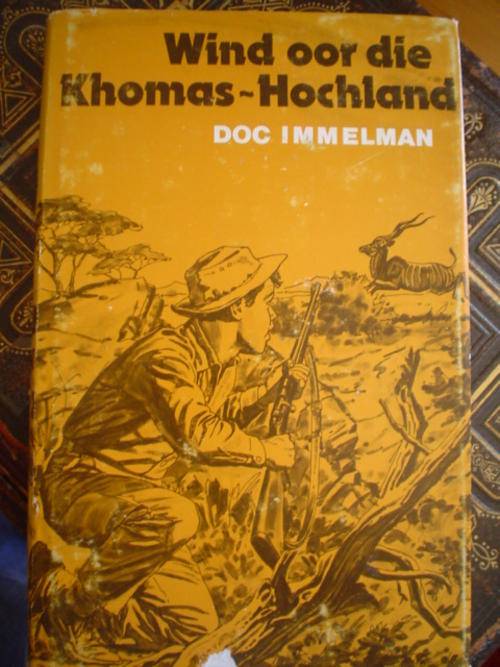 Wind oor die
Khomas~Hochland
DOC IMMELMAN